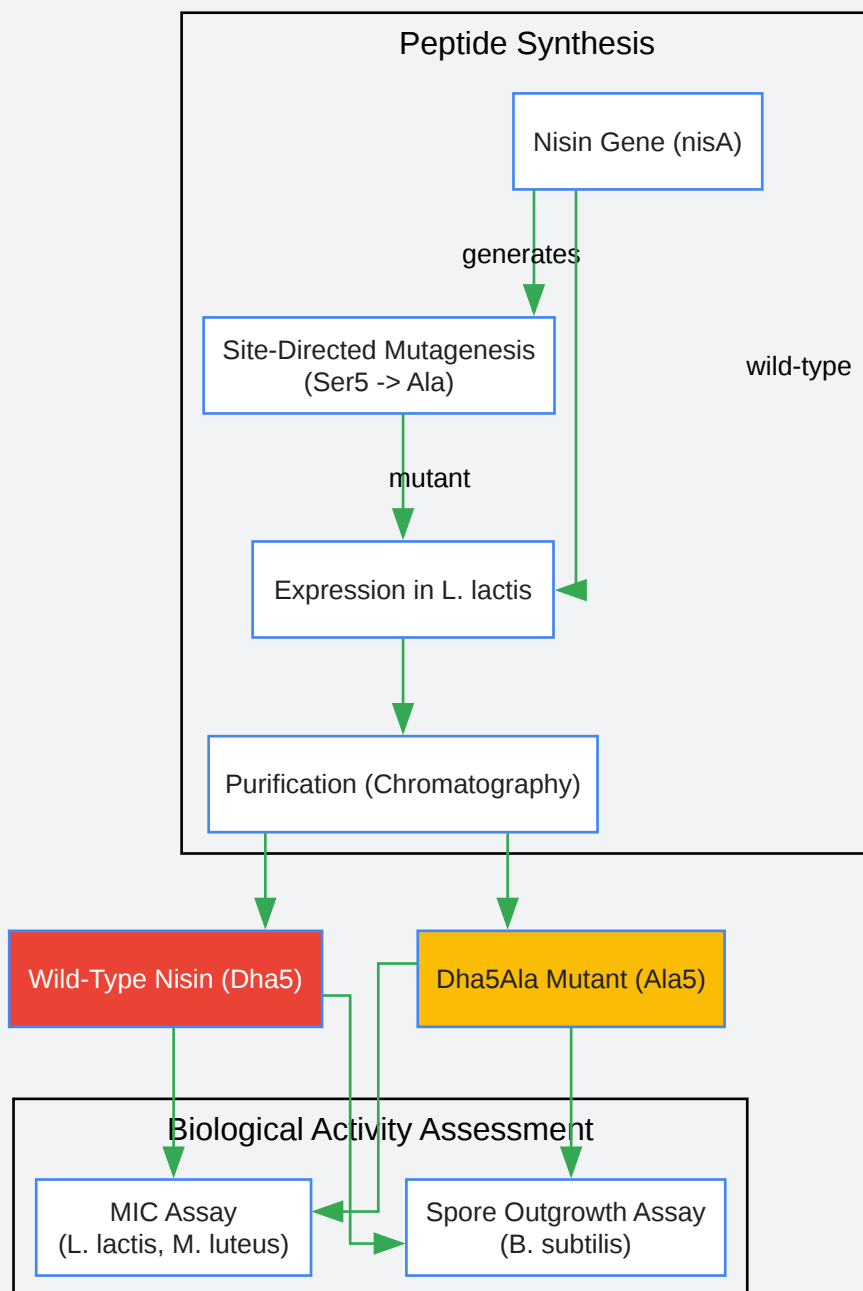 Peptide Synthesis
Nisin Gene (nisA)
generates
Site-Directed Mutagenesis
(Ser5 -> Ala)
wild-type
mutant
Expression in L. lactis
Purification (Chromatography)
Wild-Type Nisin (Dha5)
Dha5Ala Mutant (Ala5)
Biological Activity Assessment
MIC Assay
(L. lactis, M. luteus)
Spore Outgrowth Assay
(B. subtilis)